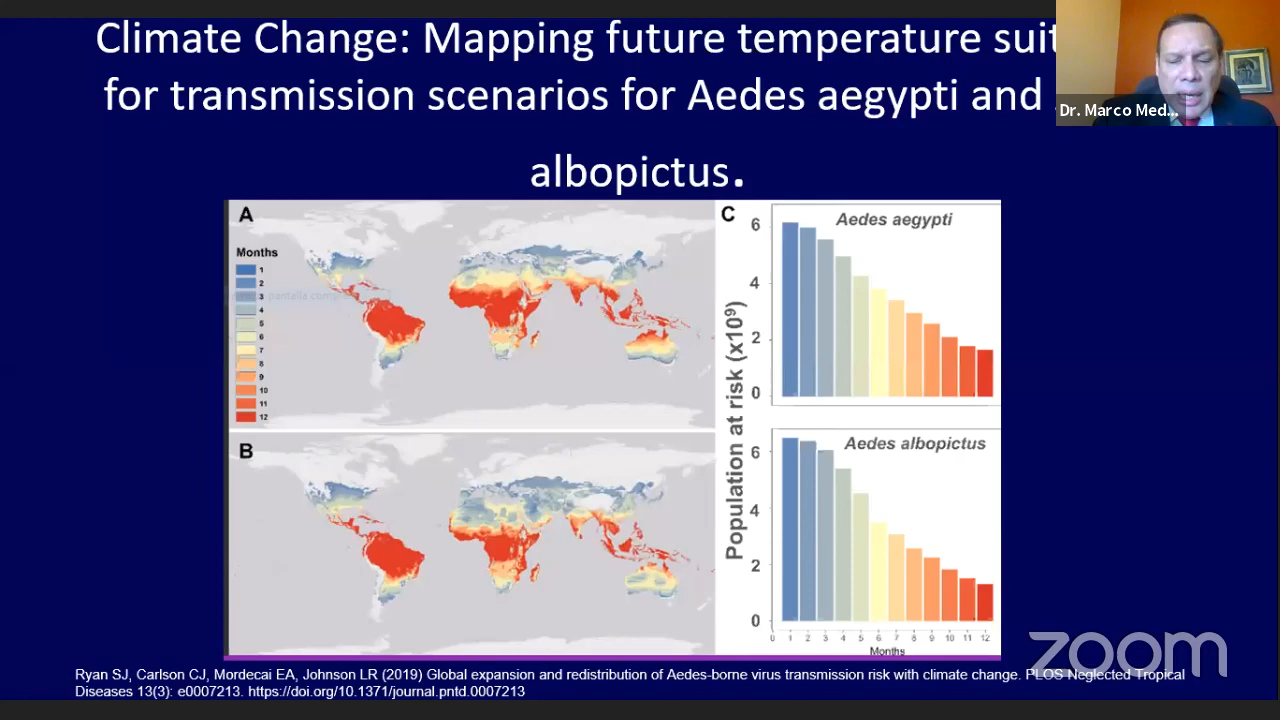 Climate Change: Mapping future temperature suit
for transmission scenarios for Aedes aegypti and
albopictus.
Dr. Marco Med...
A
Months
1
2
3
4
5
6
7
8
9
10
11
12
B
C
Population at risk (x10⁹)
Aedes aegypti
6
4
2
0
Aedes albopictus
6
4
2
0
0 1 2 3 4 5 6 7 8 9 10 11 12
Months
zoom
Ryan SJ, Carlson CJ, Mordecai EA, Johnson LR (2019) Global expansion and redistribution of Aedes-borne virus transmission risk with climate change. PLOS Neglected Tropical
Diseases 13(3): e0007213. https://doi.org/10.1371/journal.pntd.0007213